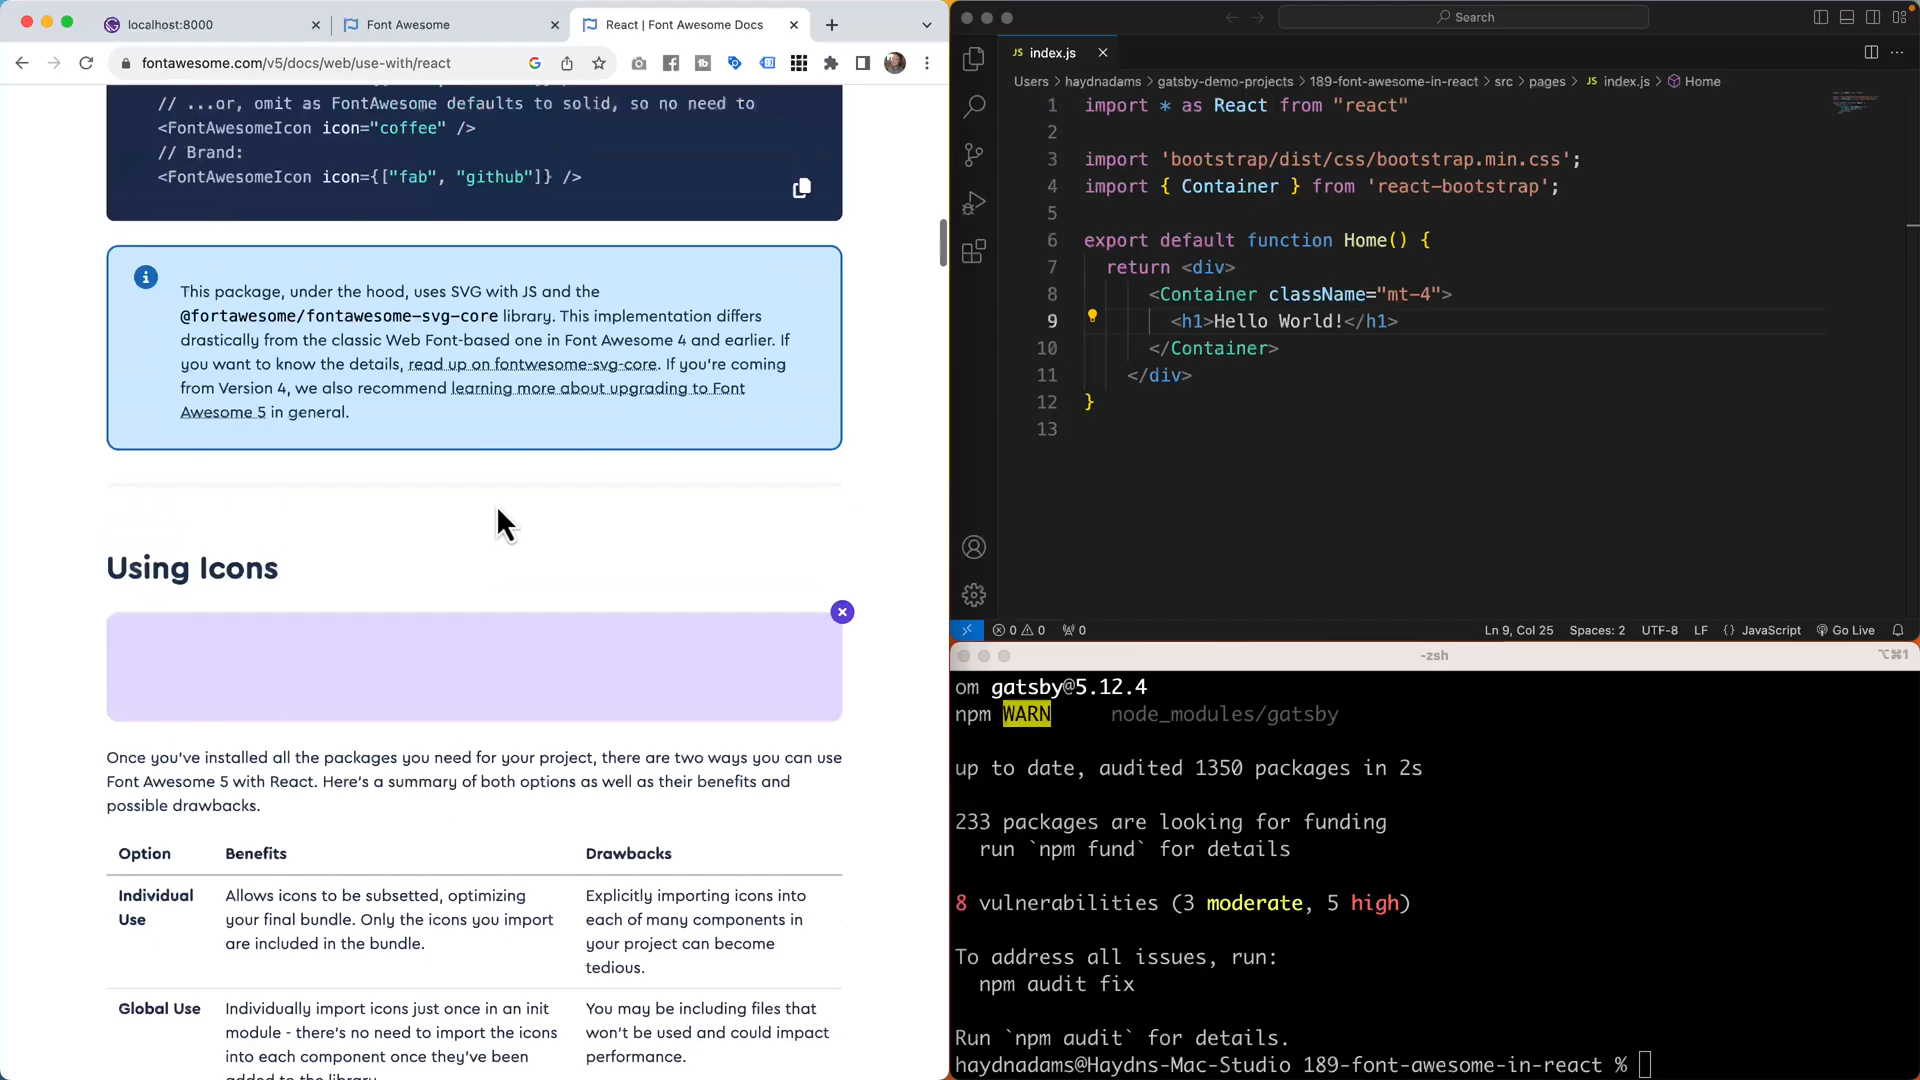 localhost:8000
Font Awesome
React | Font Awesome Docs
fontawesome.com/v5/docs/web/use-with/react
// ...or, omit as FontAwesome defaults to solid, so no need to
<FontAwesomeIcon icon="coffee" />
// Brand:
<FontAwesomeIcon icon={["fab", "github"]} />
This package, under the hood, uses SVG with JS and the
@fortawesome/fontawesome-svg-core library. This implementation differs
drastically from the classic Web Font-based one in Font Awesome 4 and earlier. If
you want to know the details, read up on fontwesome-svg-core. If you're coming
from Version 4, we also recommend learning more about upgrading to Font
Awesome 5 in general.
Using Icons
Once you've installed all the packages you need for your project, there are two ways you can use
Font Awesome 5 with React. Here's a summary of both options as well as their benefits and
possible drawbacks.
Option Benefits Drawbacks
Individual Use
Allows icons to be subsetted, optimizing
your final bundle. Only the icons you import
are included in the bundle.
Explicitly importing icons into
each of many components in
your project can become
tedious.
Global Use
Individually import icons just once in an init
module - there's no need to import the icons
into each component once they've been
added to the library.
You may be including files that
won't be used and could impact
performance.
Search
JS index.js
Users > haydnadams > gatsby-demo-projects > 189-font-awesome-in-react > src > pages > JS index.js > Home
1 import * as React from "react"
2
3 import 'bootstrap/dist/css/bootstrap.min.css';
4 import { Container } from 'react-bootstrap';
5
6 export default function Home() {
7 return <div>
8 <Container className="mt-4">
9 <h1>Hello World!</h1>
10 </Container>
11 </div>
12 }
13
0 0 0
Ln 9, Col 25 Spaces: 2 UTF-8 LF {} JavaScript Go Live
-zsh
⌥⌘1
om gatsby@5.12.4
npm WARN node_modules/gatsby
up to date, audited 1350 packages in 2s
233 packages are looking for funding
run `npm fund` for details
8 vulnerabilities (3 moderate, 5 high)
To address all issues, run:
npm audit fix
Run `npm audit` for details.
haydnadams@Haydns-Mac-Studio 189-font-awesome-in-react %